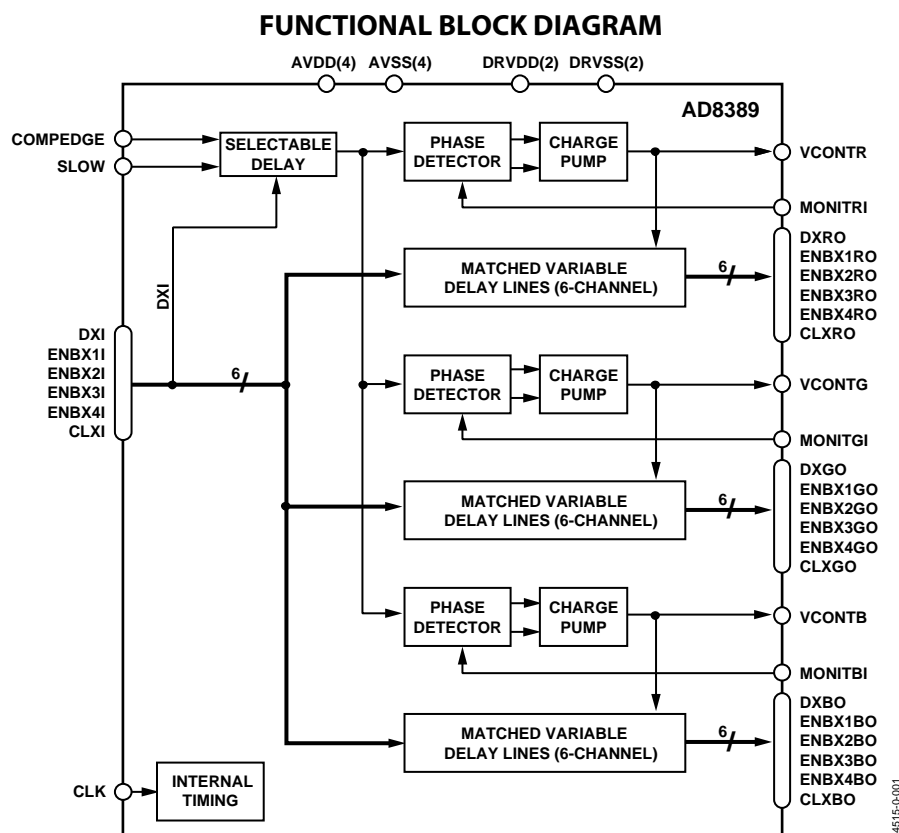 FUNCTIONAL BLOCK DIAGRAM
AVDD(4) AVSS(4) DRVDD(2) DRVSS(2)
AD8389
COMPEDGE
SLOW
SELECTABLE
DELAY
PHASE
DETECTOR
CHARGE
PUMP
VCONTR
MONITRI
DXI
MATCHED VARIABLE
DELAY LINES (6-CHANNEL)
6
DXRO
ENBX1RO
ENBX2RO
ENBX3RO
ENBX4RO
CLXRO
DXI
ENBX1I
ENBX2I
ENBX3I
ENBX4I
CLXI
6
PHASE
DETECTOR
CHARGE
PUMP
VCONTG
MONITGI
MATCHED VARIABLE
DELAY LINES (6-CHANNEL)
6
DXGO
ENBX1GO
ENBX2GO
ENBX3GO
ENBX4GO
CLXGO
PHASE
DETECTOR
CHARGE
PUMP
VCONTB
MONITBI
MATCHED VARIABLE
DELAY LINES (6-CHANNEL)
6
DXBO
ENBX1BO
ENBX2BO
ENBX3BO
ENBX4BO
CLXBO
CLK
INTERNAL
TIMING
4515-0-001